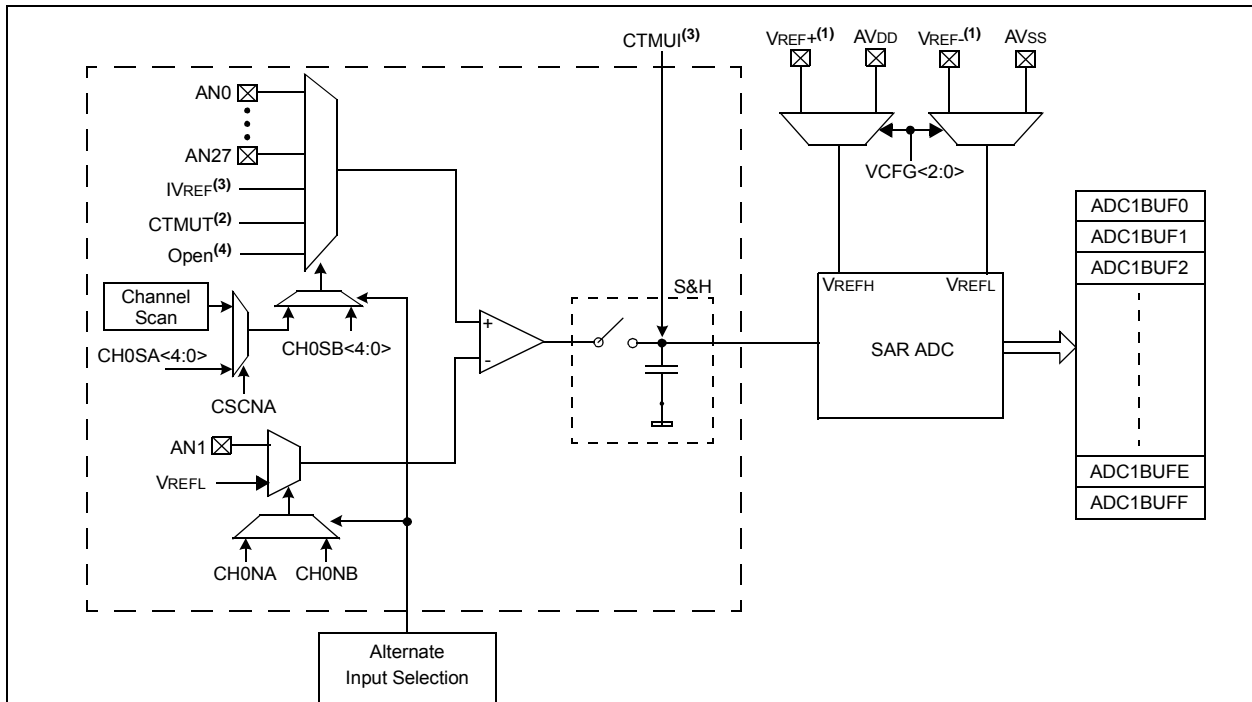 CTMUI(3)
VREF+(1)
AVDD
VREF-(1)
AVSS
AN0
AN27
IVREF(3)
CTMUT(2)
Open(4)
VCFG<2:0>
ADC1BUF0
ADC1BUF1
ADC1BUF2
S&H
VREFH
VREFL
Channel
Scan
+
-
CH0SB<4:0>
CH0SA<4:0>
SAR ADC
CSCNA
AN1
VREFL
ADC1BUFE
ADC1BUFF
CH0NA
CH0NB
Alternate
Input Selection